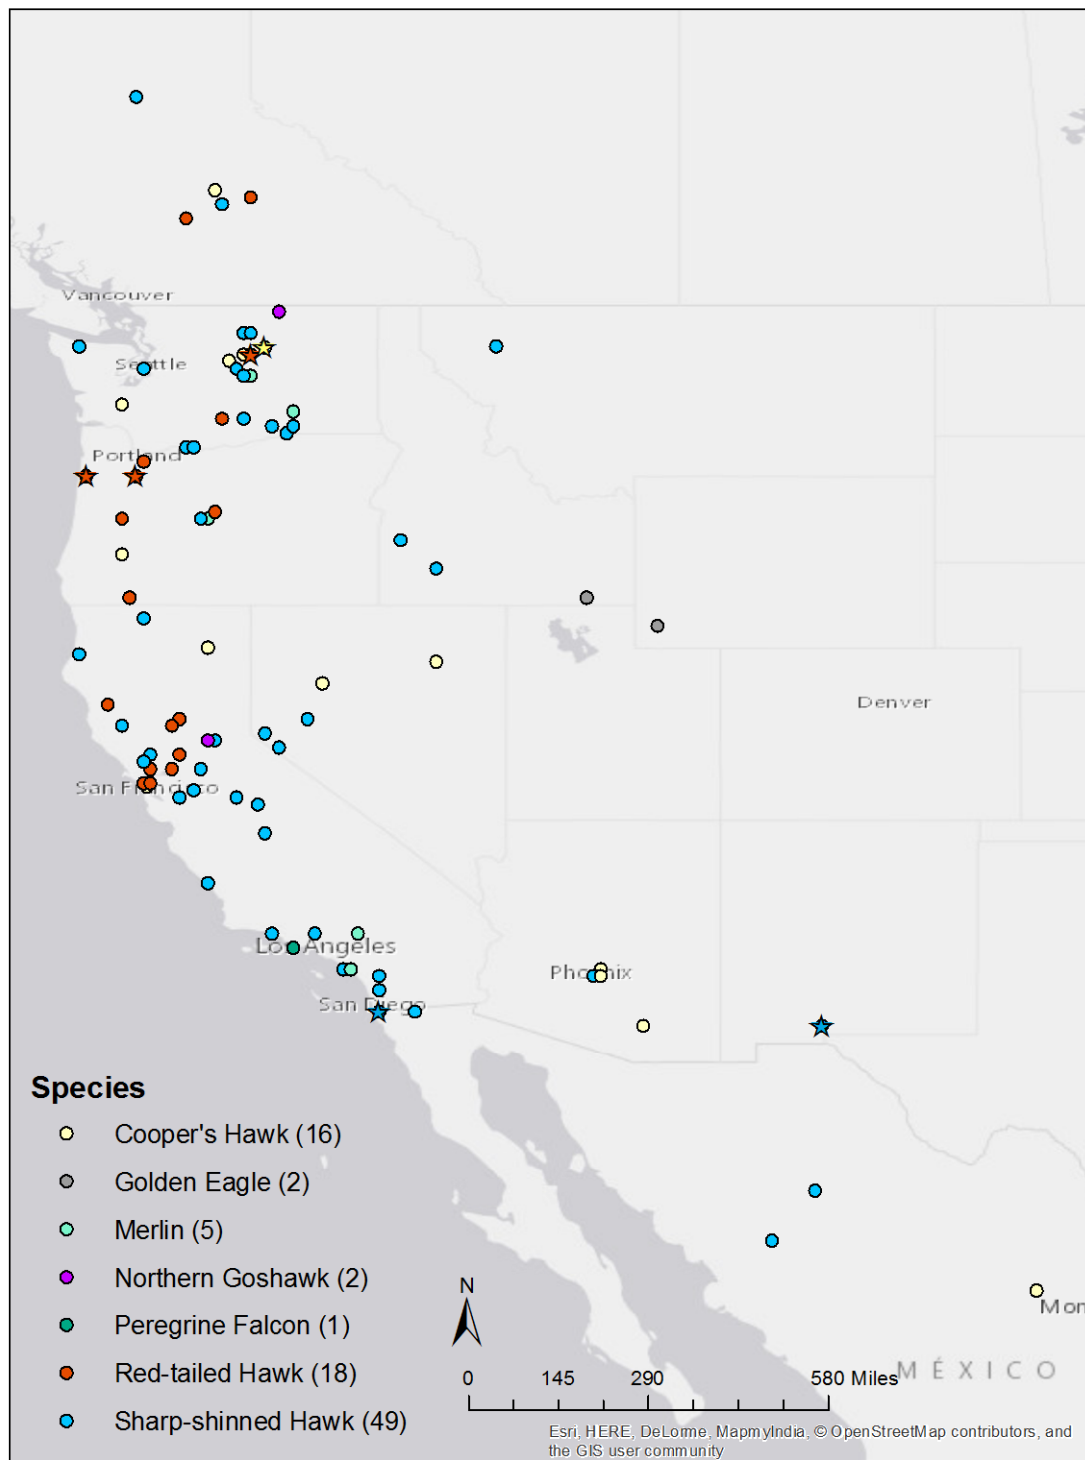 Vancouver
Seattle
Portland
Denver
San Francisco
Los Angeles
Phoenix
San Diego
Species
Cooper's Hawk (16)
Golden Eagle (2)
Merlin (5)
Northern Goshawk (2)
Peregrine Falcon (1)
Red-tailed Hawk (18)
Sharp-shinned Hawk (49)
N
Mon
0 145 290 580 Miles
MÉXICO
Esri, HERE, DeLorme, MapmyIndia, © OpenStreetMap contributors, and
the GIS user community